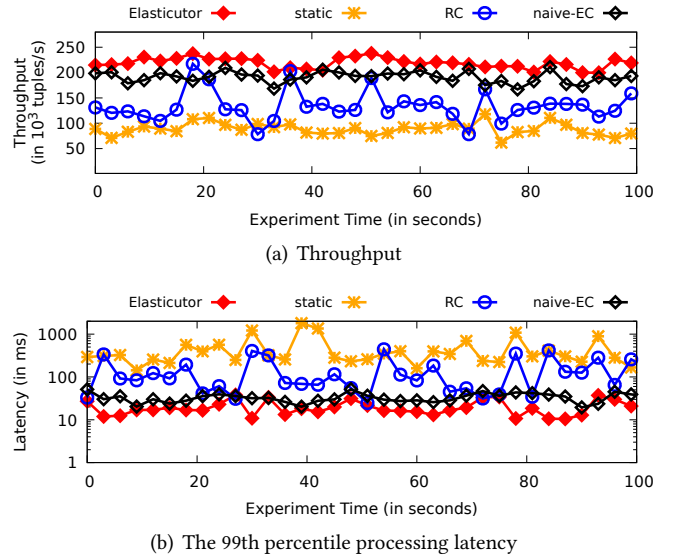 Elasticutor static RC naive-EC
Throughput
(in 10³ tuples/s)
250
200
150
100
50
0 20 40 60 80 100
Experiment Time (in seconds)
(a) Throughput
Elasticutor static RC naive-EC
Latency (in ms)
1000
100
10
1
0 20 40 60 80 100
Experiment Time (in seconds)
(b) The 99th percentile processing latency